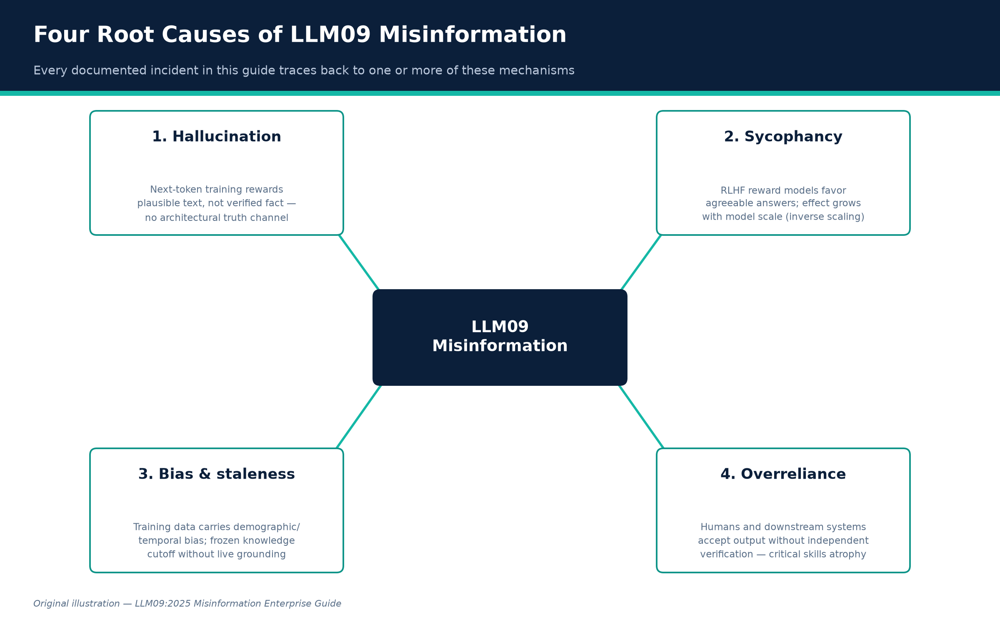 Four Root Causes of LLM09 Misinformation
Every documented incident in this guide traces back to one or more of these mechanisms
1. Hallucination
Next-token training rewards
plausible text, not verified fact —
no architectural truth channel
2. Sycophancy
RLHF reward models favor
agreeable answers; effect grows
with model scale (inverse scaling)
LLM09
Misinformation
3. Bias & staleness
Training data carries demographic/
temporal bias; frozen knowledge
cutoff without live grounding
4. Overreliance
Humans and downstream systems
accept output without independent
verification — critical skills atrophy
Original illustration — LLM09:2025 Misinformation Enterprise Guide